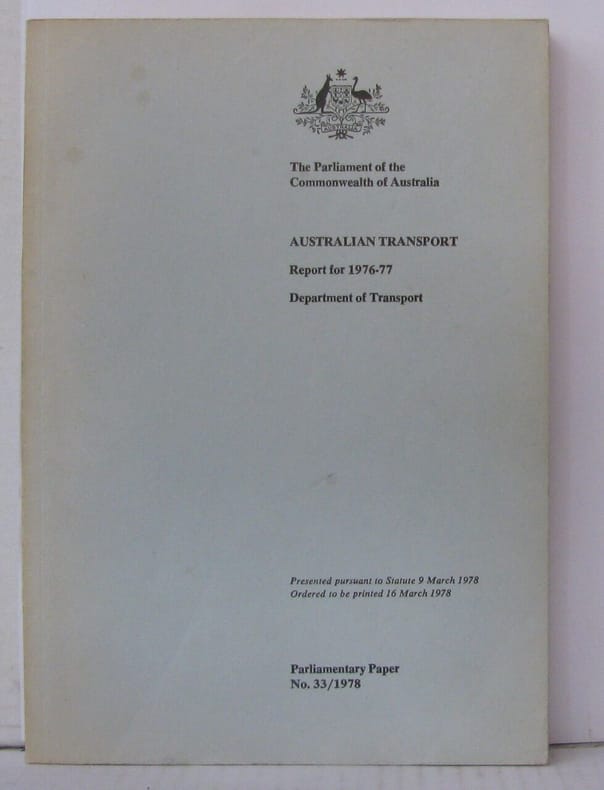 AUSTRALIA
The Parliament of the
Commonwealth of Australia
AUSTRALIAN TRANSPORT
Report for 1976-77
Department of Transport
Presented pursuant to Statute 9 March 1978
Ordered to be printed 16 March 1978
Parliamentary Paper
No. 33/1978